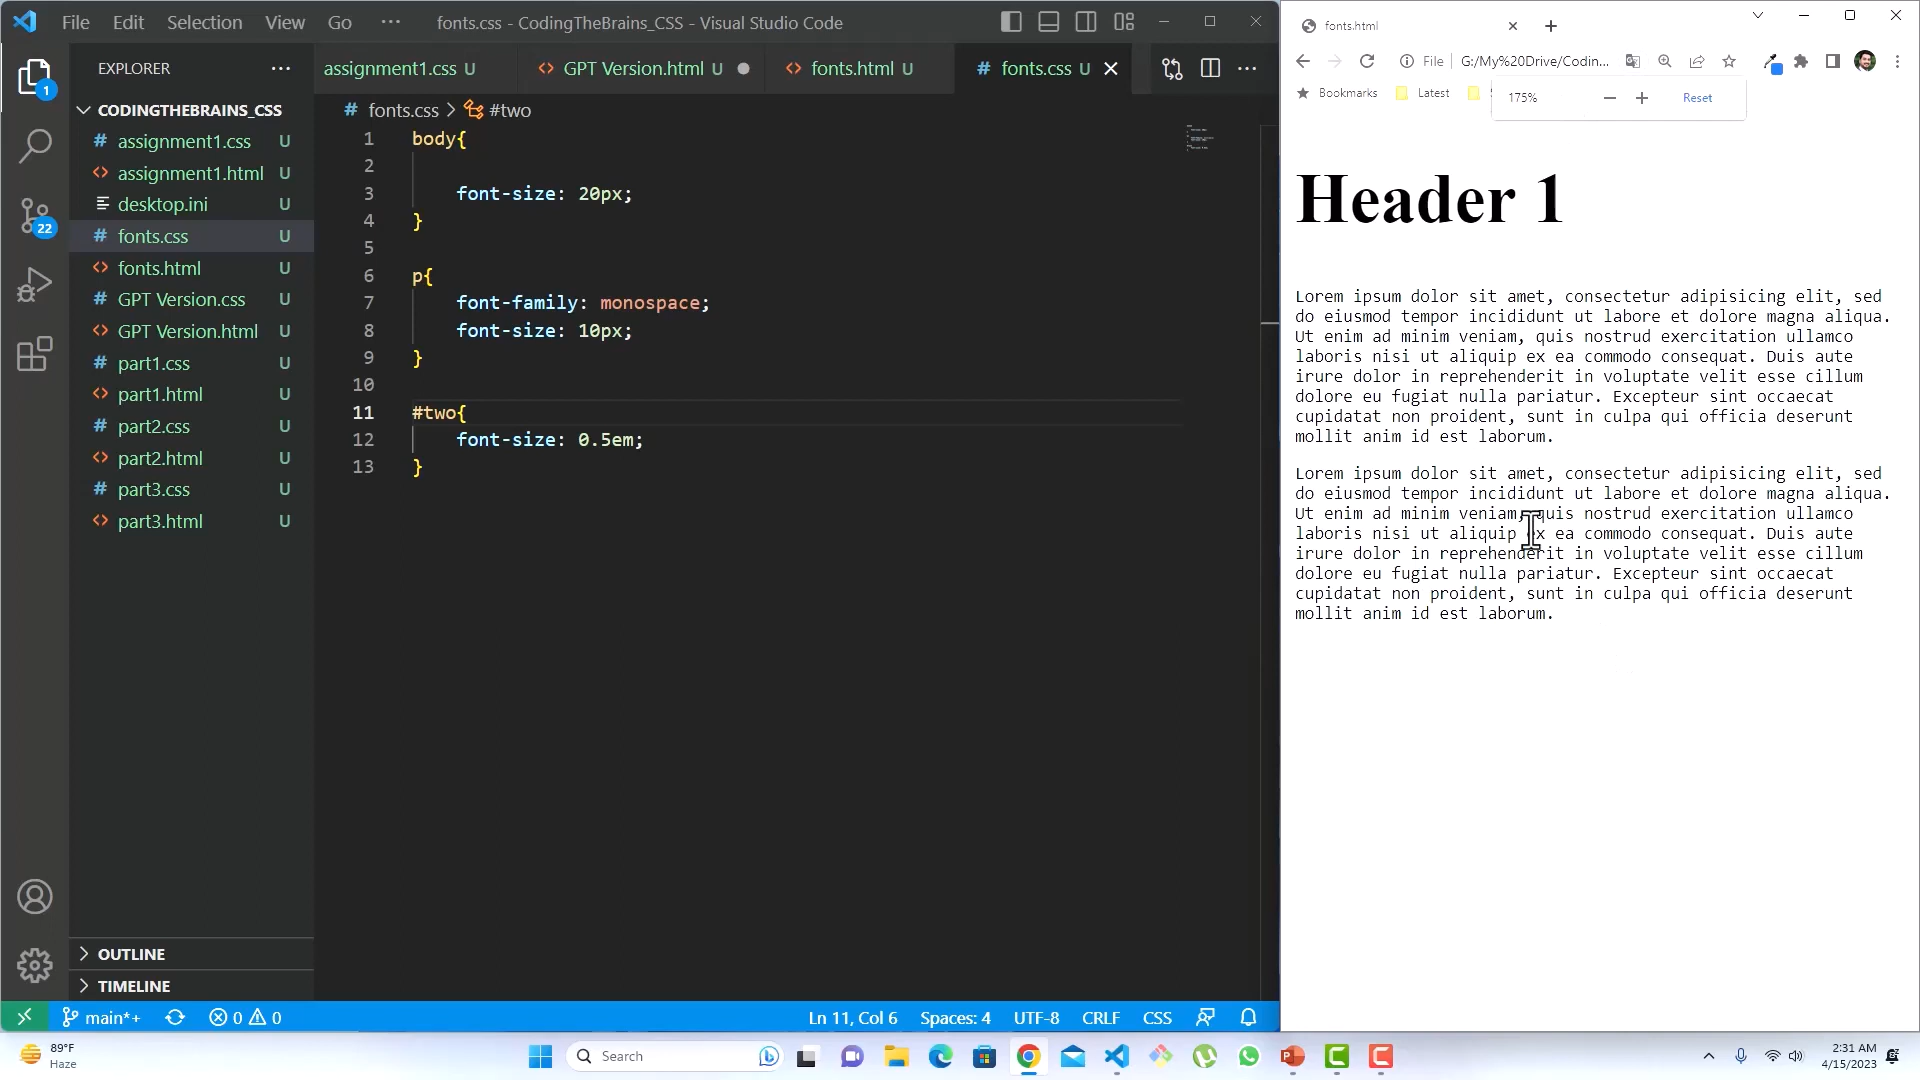 File Edit Selection View Go ··· fonts.css - CodingTheBrains_CSS - Visual Studio Code
EXPLORER
CODINGTHEBRAINS_CSS
# assignment1.css U
<> assignment1.html U
desktop.ini U
# fonts.css U
<> fonts.html U
# GPT Version.css U
<> GPT Version.html U
# part1.css U
<> part1.html U
# part2.css U
<> part2.html U
# part3.css U
<> part3.html U
OUTLINE
TIMELINE
1
22
assignment1.css U <> GPT Version.html U <> fonts.html U # fonts.css U
# fonts.css > #two
1 body{
2
3 font-size: 20px;
4 }
5
6 p{
7 font-family: monospace;
8 font-size: 10px;
9 }
10
11 #two{
12 font-size: 0.5em;
13 }
main*+ 0 0 Ln 11, Col 6 Spaces: 4 UTF-8 CRLF CSS
fonts.html
File G:/My%20Drive/Codin...
Bookmarks Latest
175% Reset
Header 1
Lorem ipsum dolor sit amet, consectetur adipisicing elit, sed
do eiusmod tempor incididunt ut labore et dolore magna aliqua.
Ut enim ad minim veniam, quis nostrud exercitation ullamco
laboris nisi ut aliquip ex ea commodo consequat. Duis aute
irure dolor in reprehenderit in voluptate velit esse cillum
dolore eu fugiat nulla pariatur. Excepteur sint occaecat
cupidatat non proident, sunt in culpa qui officia deserunt
mollit anim id est laborum.
Lorem ipsum dolor sit amet, consectetur adipisicing elit, sed
do eiusmod tempor incididunt ut labore et dolore magna aliqua.
Ut enim ad minim veniam, quis nostrud exercitation ullamco
laboris nisi ut aliquip ex ea commodo consequat. Duis aute
irure dolor in reprehenderit in voluptate velit esse cillum
dolore eu fugiat nulla pariatur. Excepteur sint occaecat
cupidatat non proident, sunt in culpa qui officia deserunt
mollit anim id est laborum.
89°F
Haze
Search
2:31 AM
4/15/2023